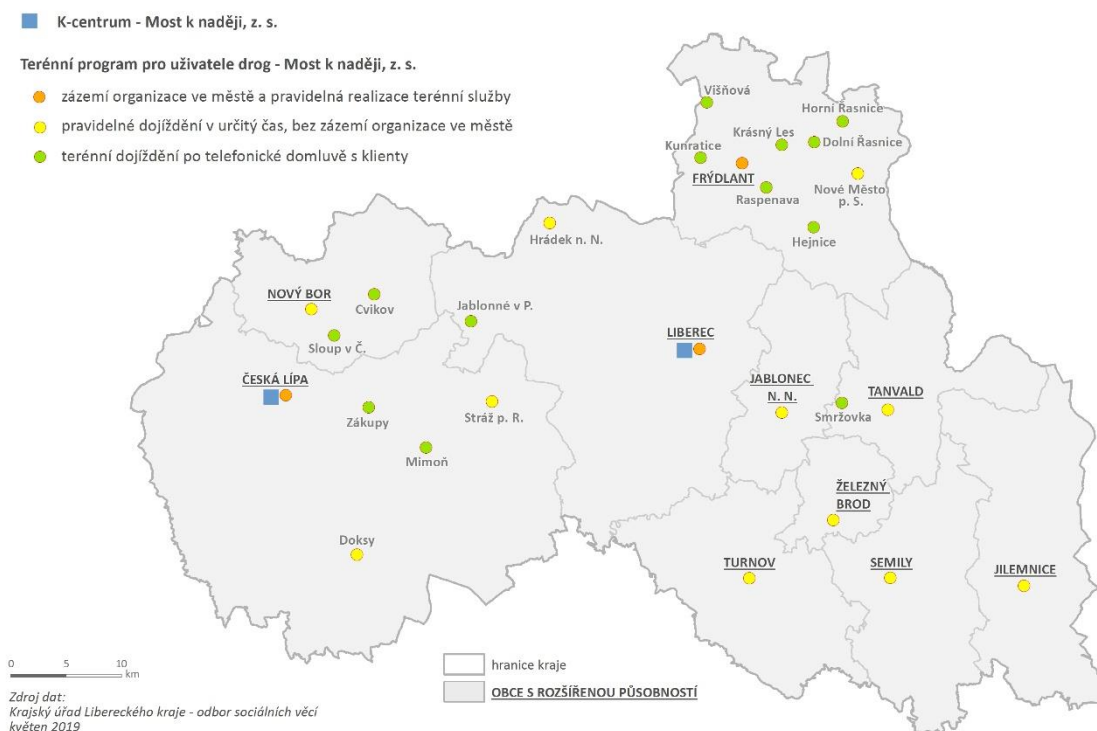 K-centrum - Most k naději, z. s.
Terénní program pro uživatele drog - Most k naději, z. s.
zázemí organizace ve městě a pravidelná realizace terénní služby
pravidelné dojíždění v určitý čas, bez zázemí organizace ve městě
terénní dojíždění po telefonické domluvě s klienty
Višňová
Horní Řasnice
Krásný Les
Dolní Řasnice
Kunratice
FRÝDLANT
Nové Město
p. S.
Raspenava
Hrádek n. N.
Hejnice
NOVÝ BOR
Cvikov
Jablonné v P.
LIBEREC
Sloup v Č.
ČESKÁ LÍPA
JABLONEC
N. N.
TANVALD
Zákupy
Stráž p. R.
Smržovka
Mimoň
ŽELEZNÝ
BROD
Doksy
TURNOV
SEMILY
JILEMNICE
0 5 10
km
hranice kraje
OBCE S ROZŠÍŘENOU PŮSOBNOSTÍ
Zdroj dat:
Krajský úřad Libereckého kraje - odbor sociálních věcí
květen 2019